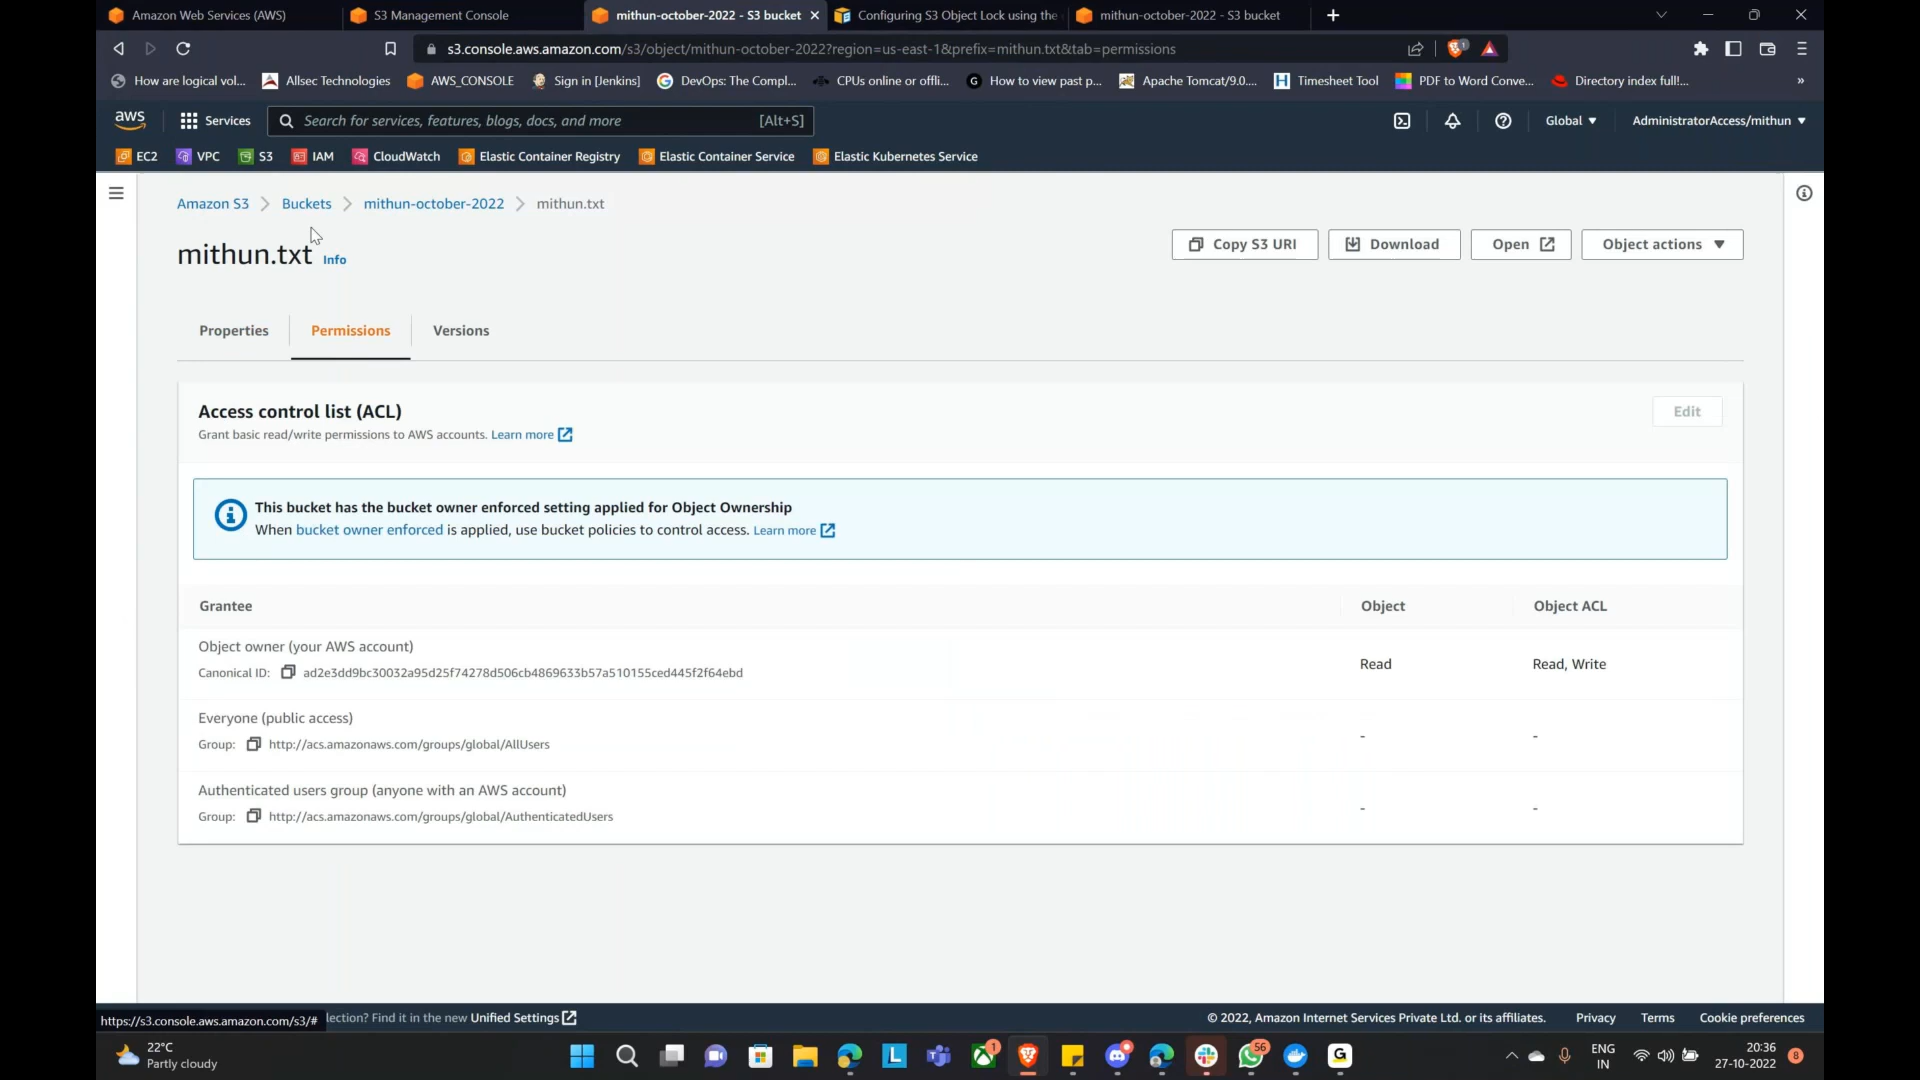 Amazon Web Services (AWS)
S3 Management Console
mithun-october-2022 - S3 bucket
Configuring S3 Object Lock using the
mithun-october-2022 - S3 bucket
s3.console.aws.amazon.com/s3/object/mithun-october-2022?region=us-east-1&prefix=mithun.txt&tab=permissions
1
How are logical vol...
Allsec Technologies
AWS_CONSOLE
Sign in [Jenkins]
DevOps: The Compl...
CPUs online or offli...
How to view past p...
Apache Tomcat/9.0....
Timesheet Tool
PDF to Word Conve...
Directory index full!...
»
aws
Services
Search for services, features, blogs, docs, and more
[Alt+S]
Global
AdministratorAccess/mithun
EC2
VPC
S3
IAM
CloudWatch
Elastic Container Registry
Elastic Container Service
Elastic Kubernetes Service
Amazon S3
Buckets
mithun-october-2022
mithun.txt
mithun.txt
Info
Copy S3 URI
Download
Open
Object actions
Properties
Permissions
Versions
Access control list (ACL)
Edit
Grant basic read/write permissions to AWS accounts. Learn more
This bucket has the bucket owner enforced setting applied for Object Ownership
When bucket owner enforced is applied, use bucket policies to control access. Learn more
Grantee
Object
Object ACL
Object owner (your AWS account)
Canonical ID: ad2e3dd9bc30032a95d25f74278d506cb4869633b57a510155ced445f2f64ebd
Read
Read, Write
Everyone (public access)
Group: http://acs.amazonaws.com/groups/global/AllUsers
-
-
Authenticated users group (anyone with an AWS account)
Group: http://acs.amazonaws.com/groups/global/AuthenticatedUsers
-
-
https://s3.console.aws.amazon.com/s3/#
lection? Find it in the new Unified Settings
© 2022, Amazon Internet Services Private Ltd. or its affiliates.
Privacy
Terms
Cookie preferences
22°C
Partly cloudy
L
1
56
G
ENG
IN
20:36
27-10-2022
8